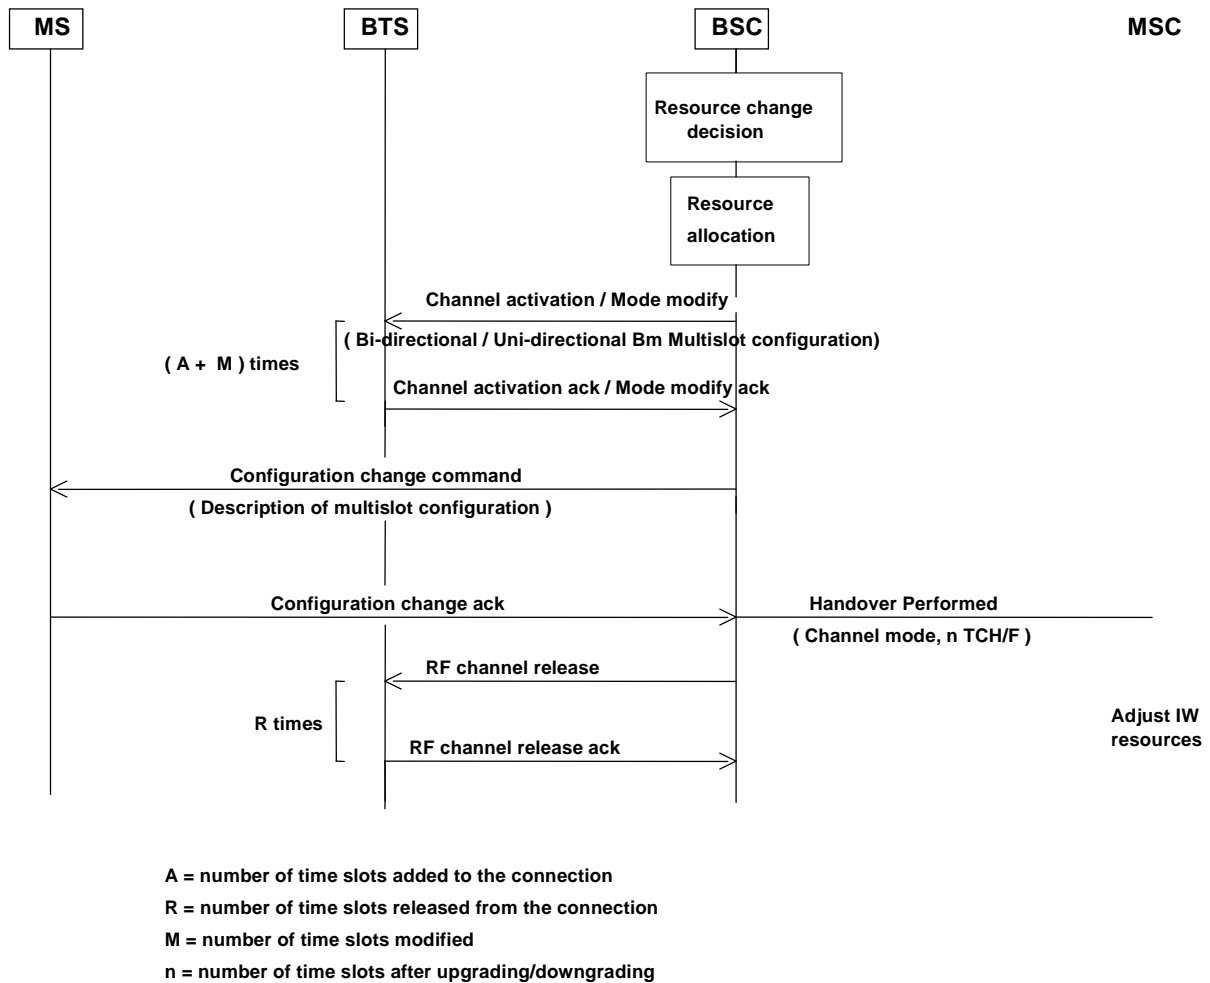 MS
BTS
BSC
MSC
Resource change
decision
Resource
allocation
Channel activation / Mode modify
( Bi-directional / Uni-directional Bm Multislot configuration)
( A + M ) times
Channel activation ack / Mode modify ack
Configuration change command
( Description of multislot configuration )
Configuration change ack
Handover Performed
( Channel mode, n TCH/F )
RF channel release
R times
Adjust IW
resources
RF channel release ack
A = number of time slots added to the connection
R = number of time slots released from the connection
M = number of time slots modified
n = number of time slots after upgrading/downgrading